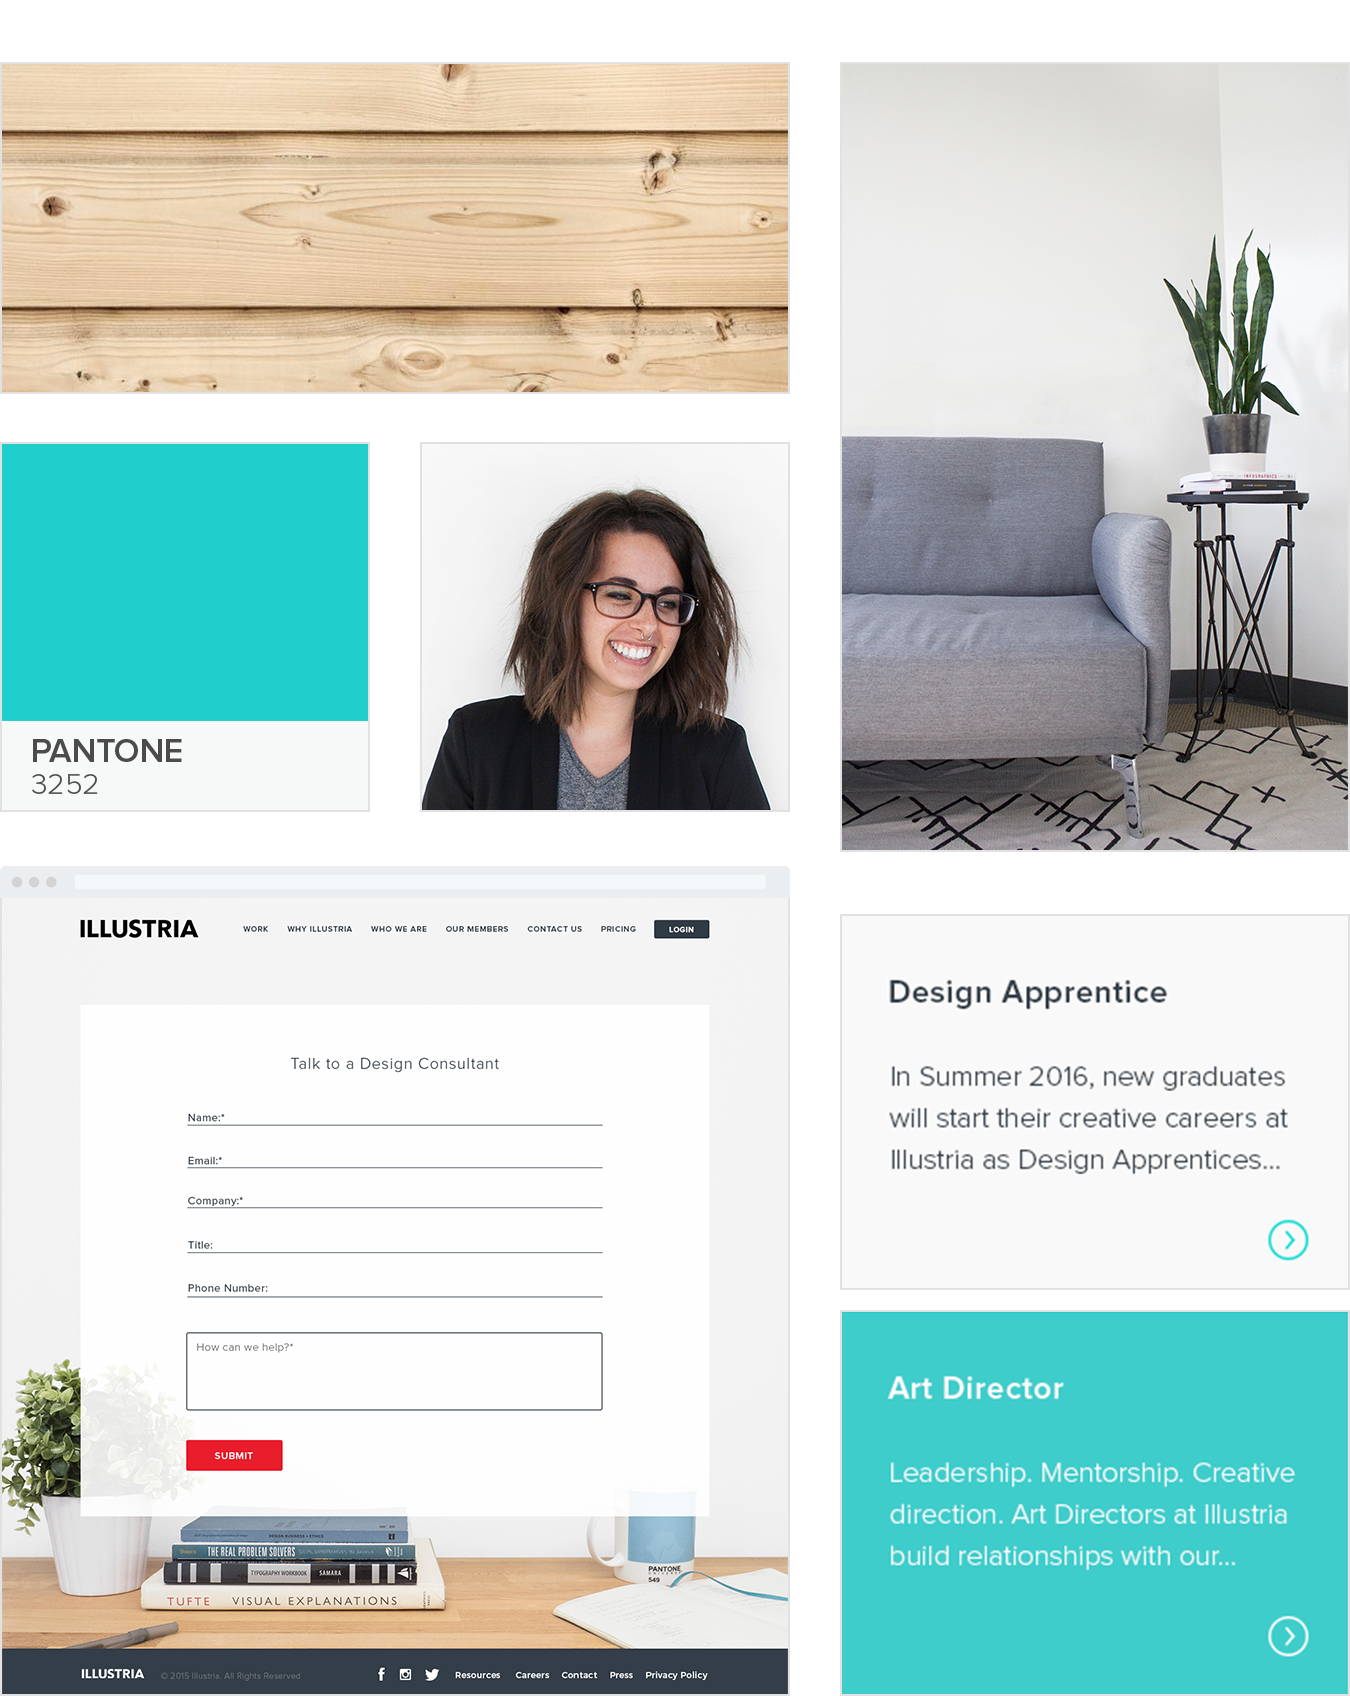 INFOGRAPHICS
PANTONE
3252
ILLUSTRIA
WORK
WHY ILLUSTRIA
WHO WE ARE
OUR MEMBERS
CONTACT US
PRICING
LOGIN
Talk to a Design Consultant
Name:*
Email:*
Company:*
Title:
Phone Number:
How can we help?*
SUBMIT
DESIGN BUSINESS + ETHICS
THE REAL PROBLEM SOLVERS
TYPOGRAPHY WORKBOOK SAMARA
TUFTE VISUAL EXPLANATIONS
PANTONE
549
ILLUSTRIA
© 2015 Illustria. All Rights Reserved
Resources
Careers
Contact
Press
Privacy Policy
Design Apprentice
In Summer 2016, new graduates
will start their creative careers at
Illustria as Design Apprentices...
Art Director
Leadership. Mentorship. Creative
direction. Art Directors at Illustria
build relationships with our...